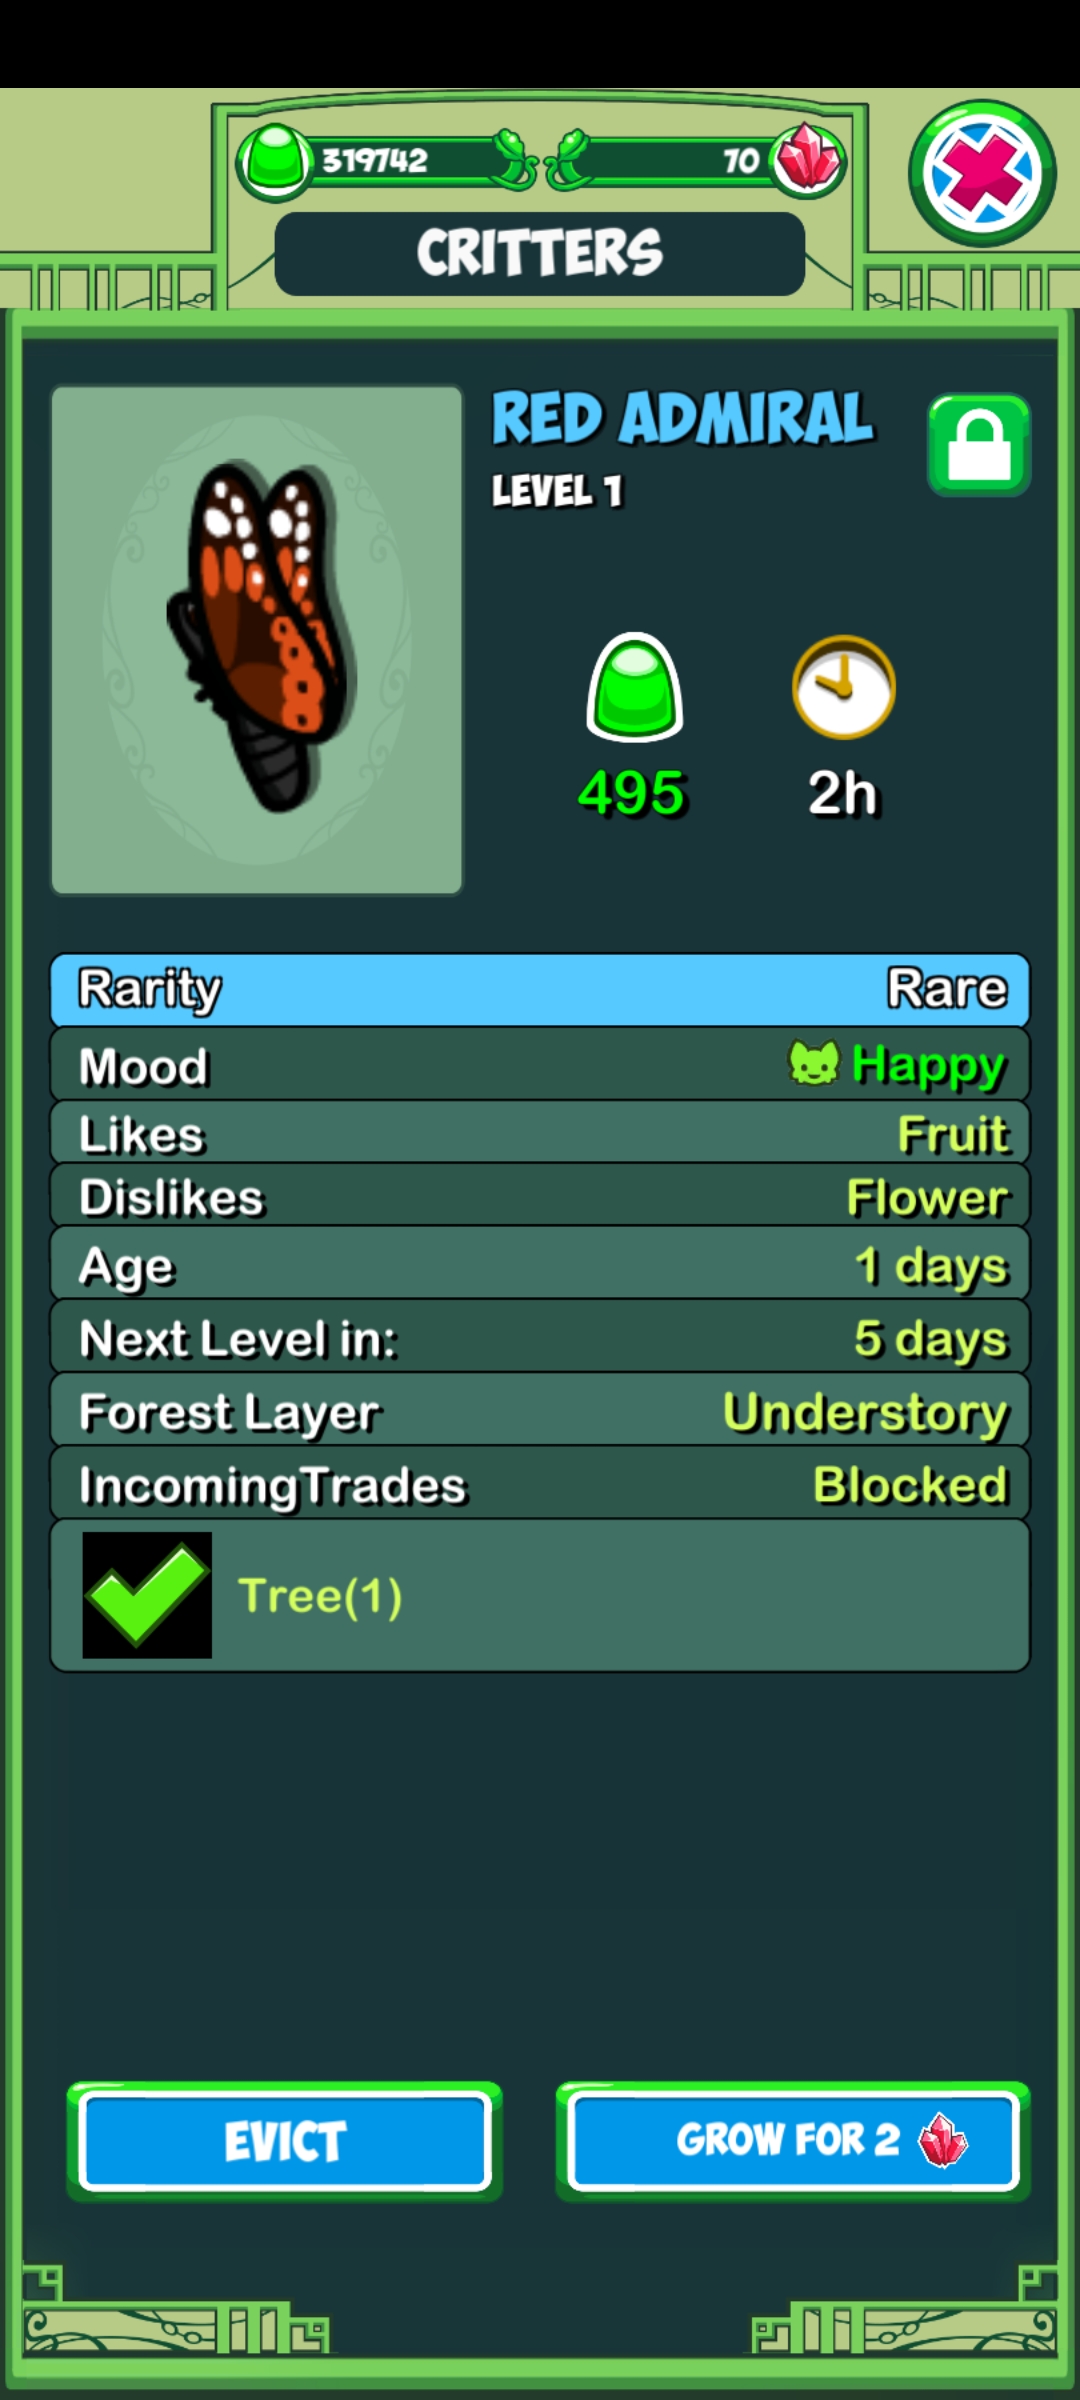 319742
70
CRITTERS
RED ADMIRAL
LEVEL 1
495
2h
Rarity Rare
Mood Happy
Likes Fruit
Dislikes Flower
Age 1 days
Next Level in: 5 days
Forest Layer Understory
IncomingTrades Blocked
Tree(1)
EVICT
GROW FOR 2